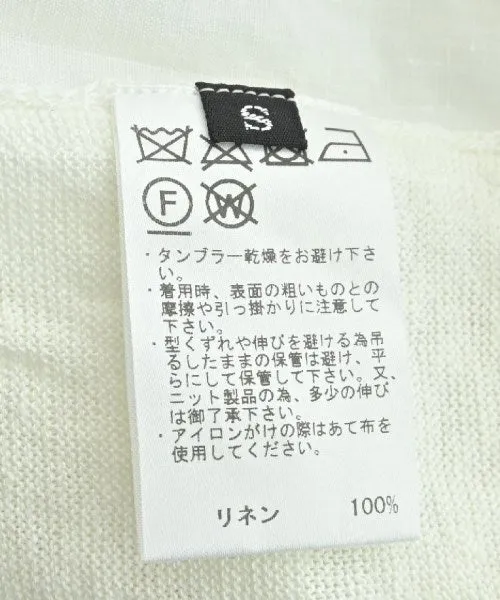 S
F
W
・タンブラー乾燥をお避け下さ
い。
・着用時、表面の粗いものとの
摩擦や引っ掛かりに注意して
下さい。
・型くずれや伸びを避ける為吊
るしたままの保管は避け、平
らにして保管して下さい。又、
ニット製品の為、多少の伸び
は御了承下さい。
・アイロンがけの際はあて布を
使用してください。
リネン 100%